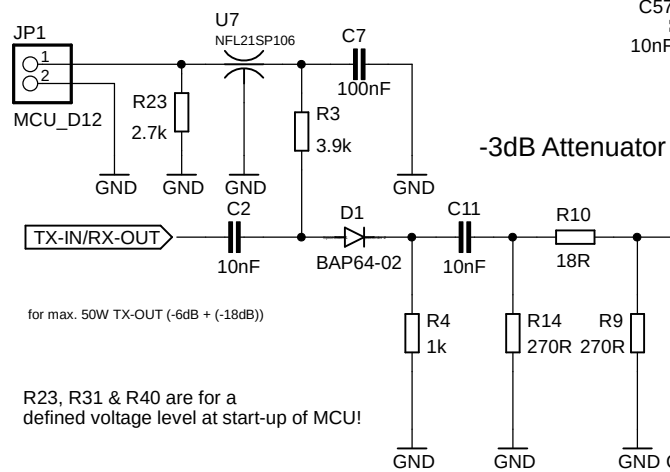 C57
10nF
U7
NFL21SP106
JP1
1
2
MCU_D12
C7
100nF
R23
2.7k
R3
3.9k
-3dB Attenuator
GND
GND
GND
GND
TX-IN/RX-OUT
C2
10nF
D1
BAP64-02
C11
10nF
R10
18R
for max. 50W TX-OUT (-6dB + (-18dB))
R4
1k
R14
270R
R9
270R
R23, R31 & R40 are for a
defined voltage level at start-up of MCU!
GND
GND
GND